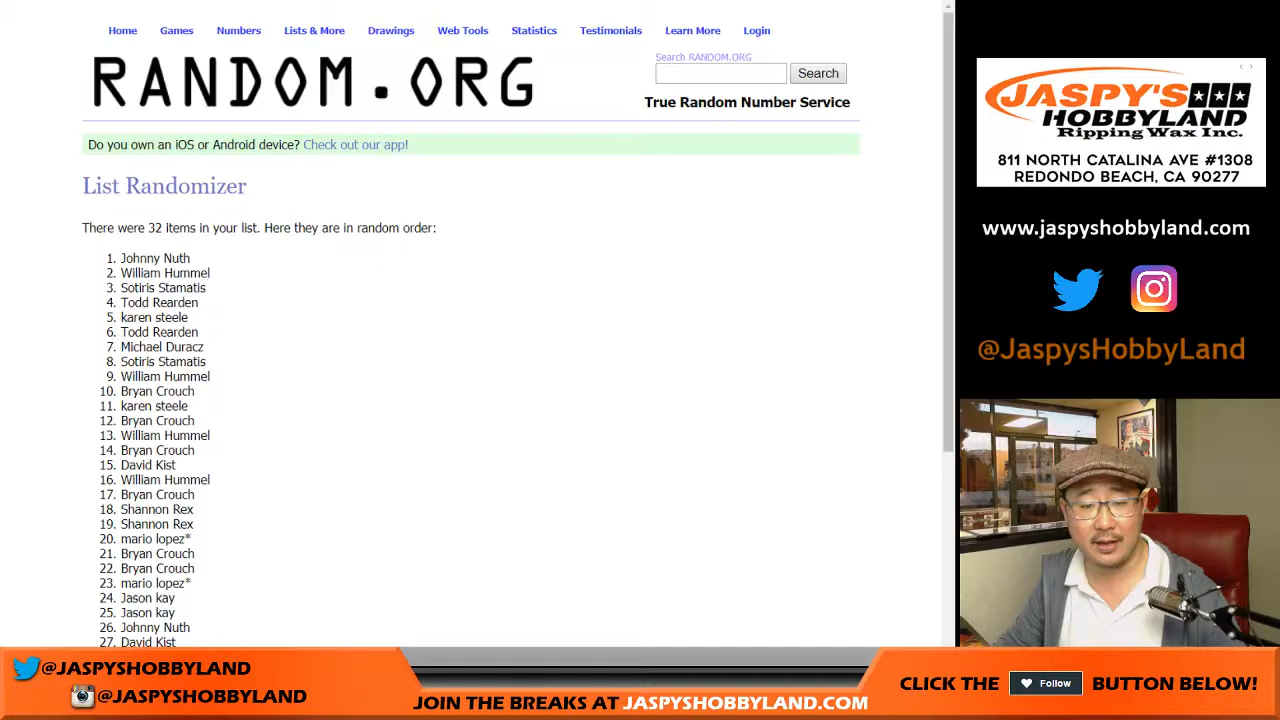 Home Games Numbers Lists & More Drawings Web Tools Statistics Testimonials Learn More Login
RANDOM.ORG
Search RANDOM.ORG
Search
True Random Number Service
Do you own an iOS or Android device? Check out our app!
List Randomizer
There were 32 items in your list. Here they are in random order:
1. Johnny Nuth
2. William Hummel
3. Sotiris Stamatis
4. Todd Rearden
5. karen steele
6. Todd Rearden
7. Michael Duracz
8. Sotiris Stamatis
9. William Hummel
10. Bryan Crouch
11. karen steele
12. Bryan Crouch
13. William Hummel
14. Bryan Crouch
15. David Kist
16. William Hummel
17. Bryan Crouch
18. Shannon Rex
19. Shannon Rex
20. mario lopez*
21. Bryan Crouch
22. Bryan Crouch
23. mario lopez*
24. Jason kay
25. Jason kay
26. Johnny Nuth
27. David Kist
JASPY'S
HOBBYLAND
Ripping Wax Inc.
811 NORTH CATALINA AVE #1308
REDONDO BEACH, CA 90277
www.jaspyshobbyland.com
@JaspysHobbyLand
@JASPYSHOBBYLAND
@JASPYSHOBBYLAND
JOIN THE BREAKS AT JASPYSHOBBYLAND.COM
CLICK THE Follow BUTTON BELOW!